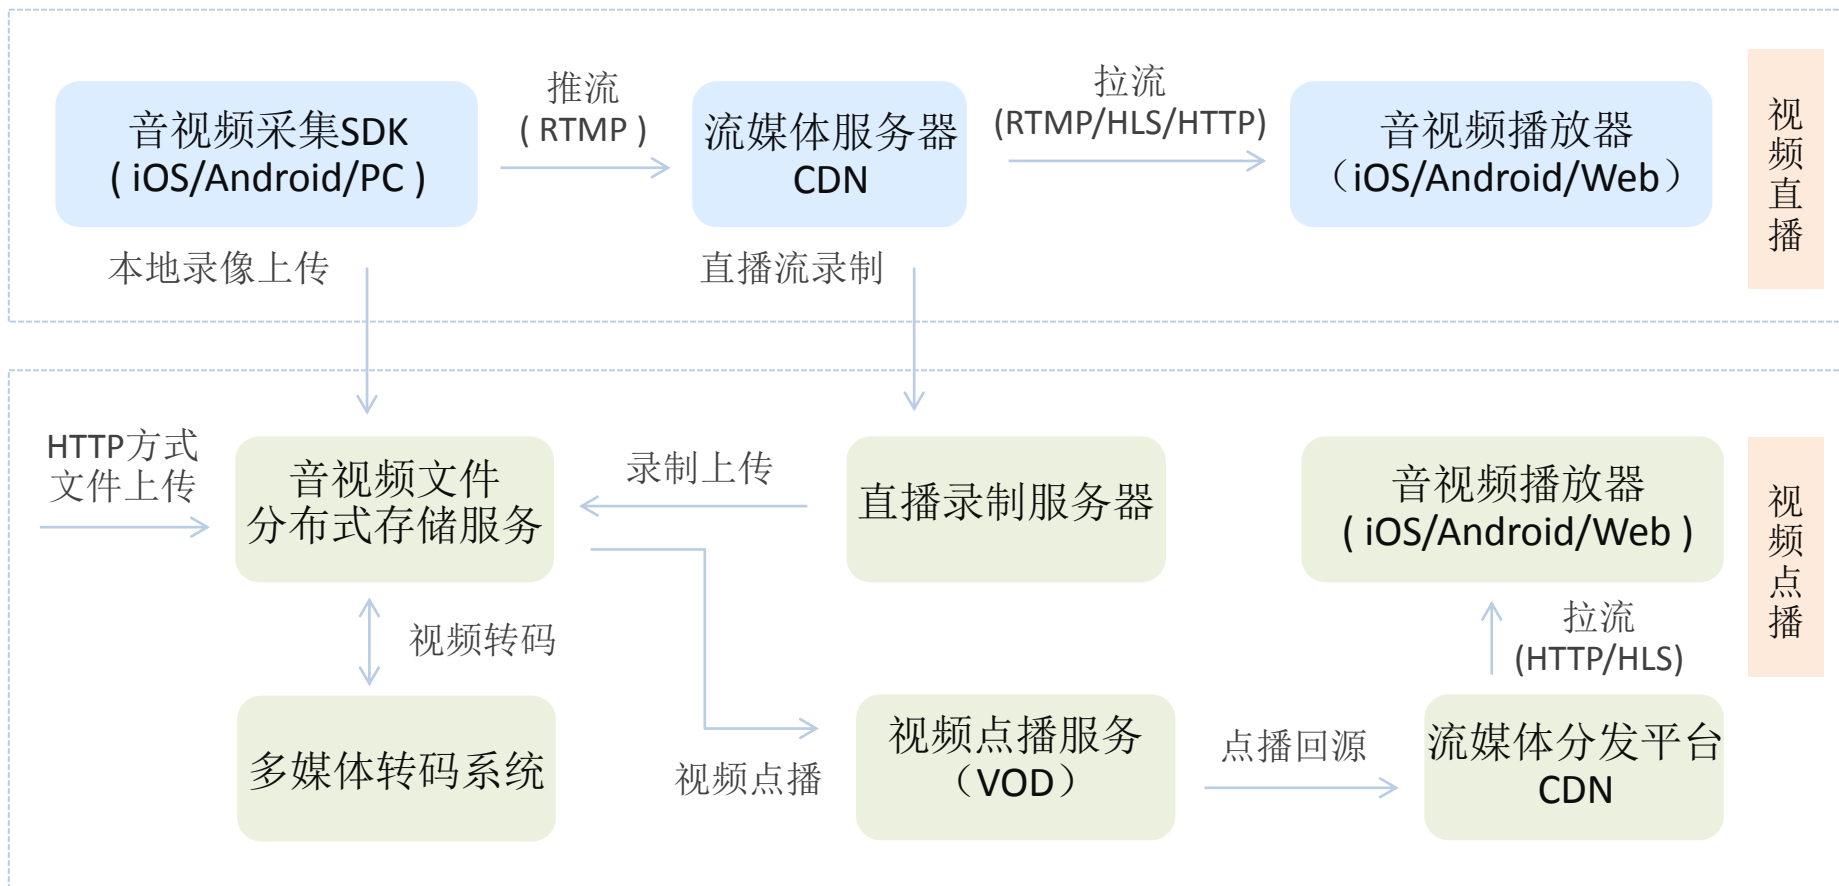 音视频采集SDK
( iOS/Android/PC )
推流
( RTMP )
流媒体服务器
CDN
拉流
(RTMP/HLS/HTTP)
音视频播放器
（iOS/Android/Web）
视频直播
本地录像上传
直播流录制
HTTP方式
文件上传
音视频文件
分布式存储服务
录制上传
直播录制服务器
音视频播放器
( iOS/Android/Web )
视频点播
视频转码
拉流
(HTTP/HLS)
多媒体转码系统
视频点播
视频点播服务
（VOD）
点播回源
流媒体分发平台
CDN